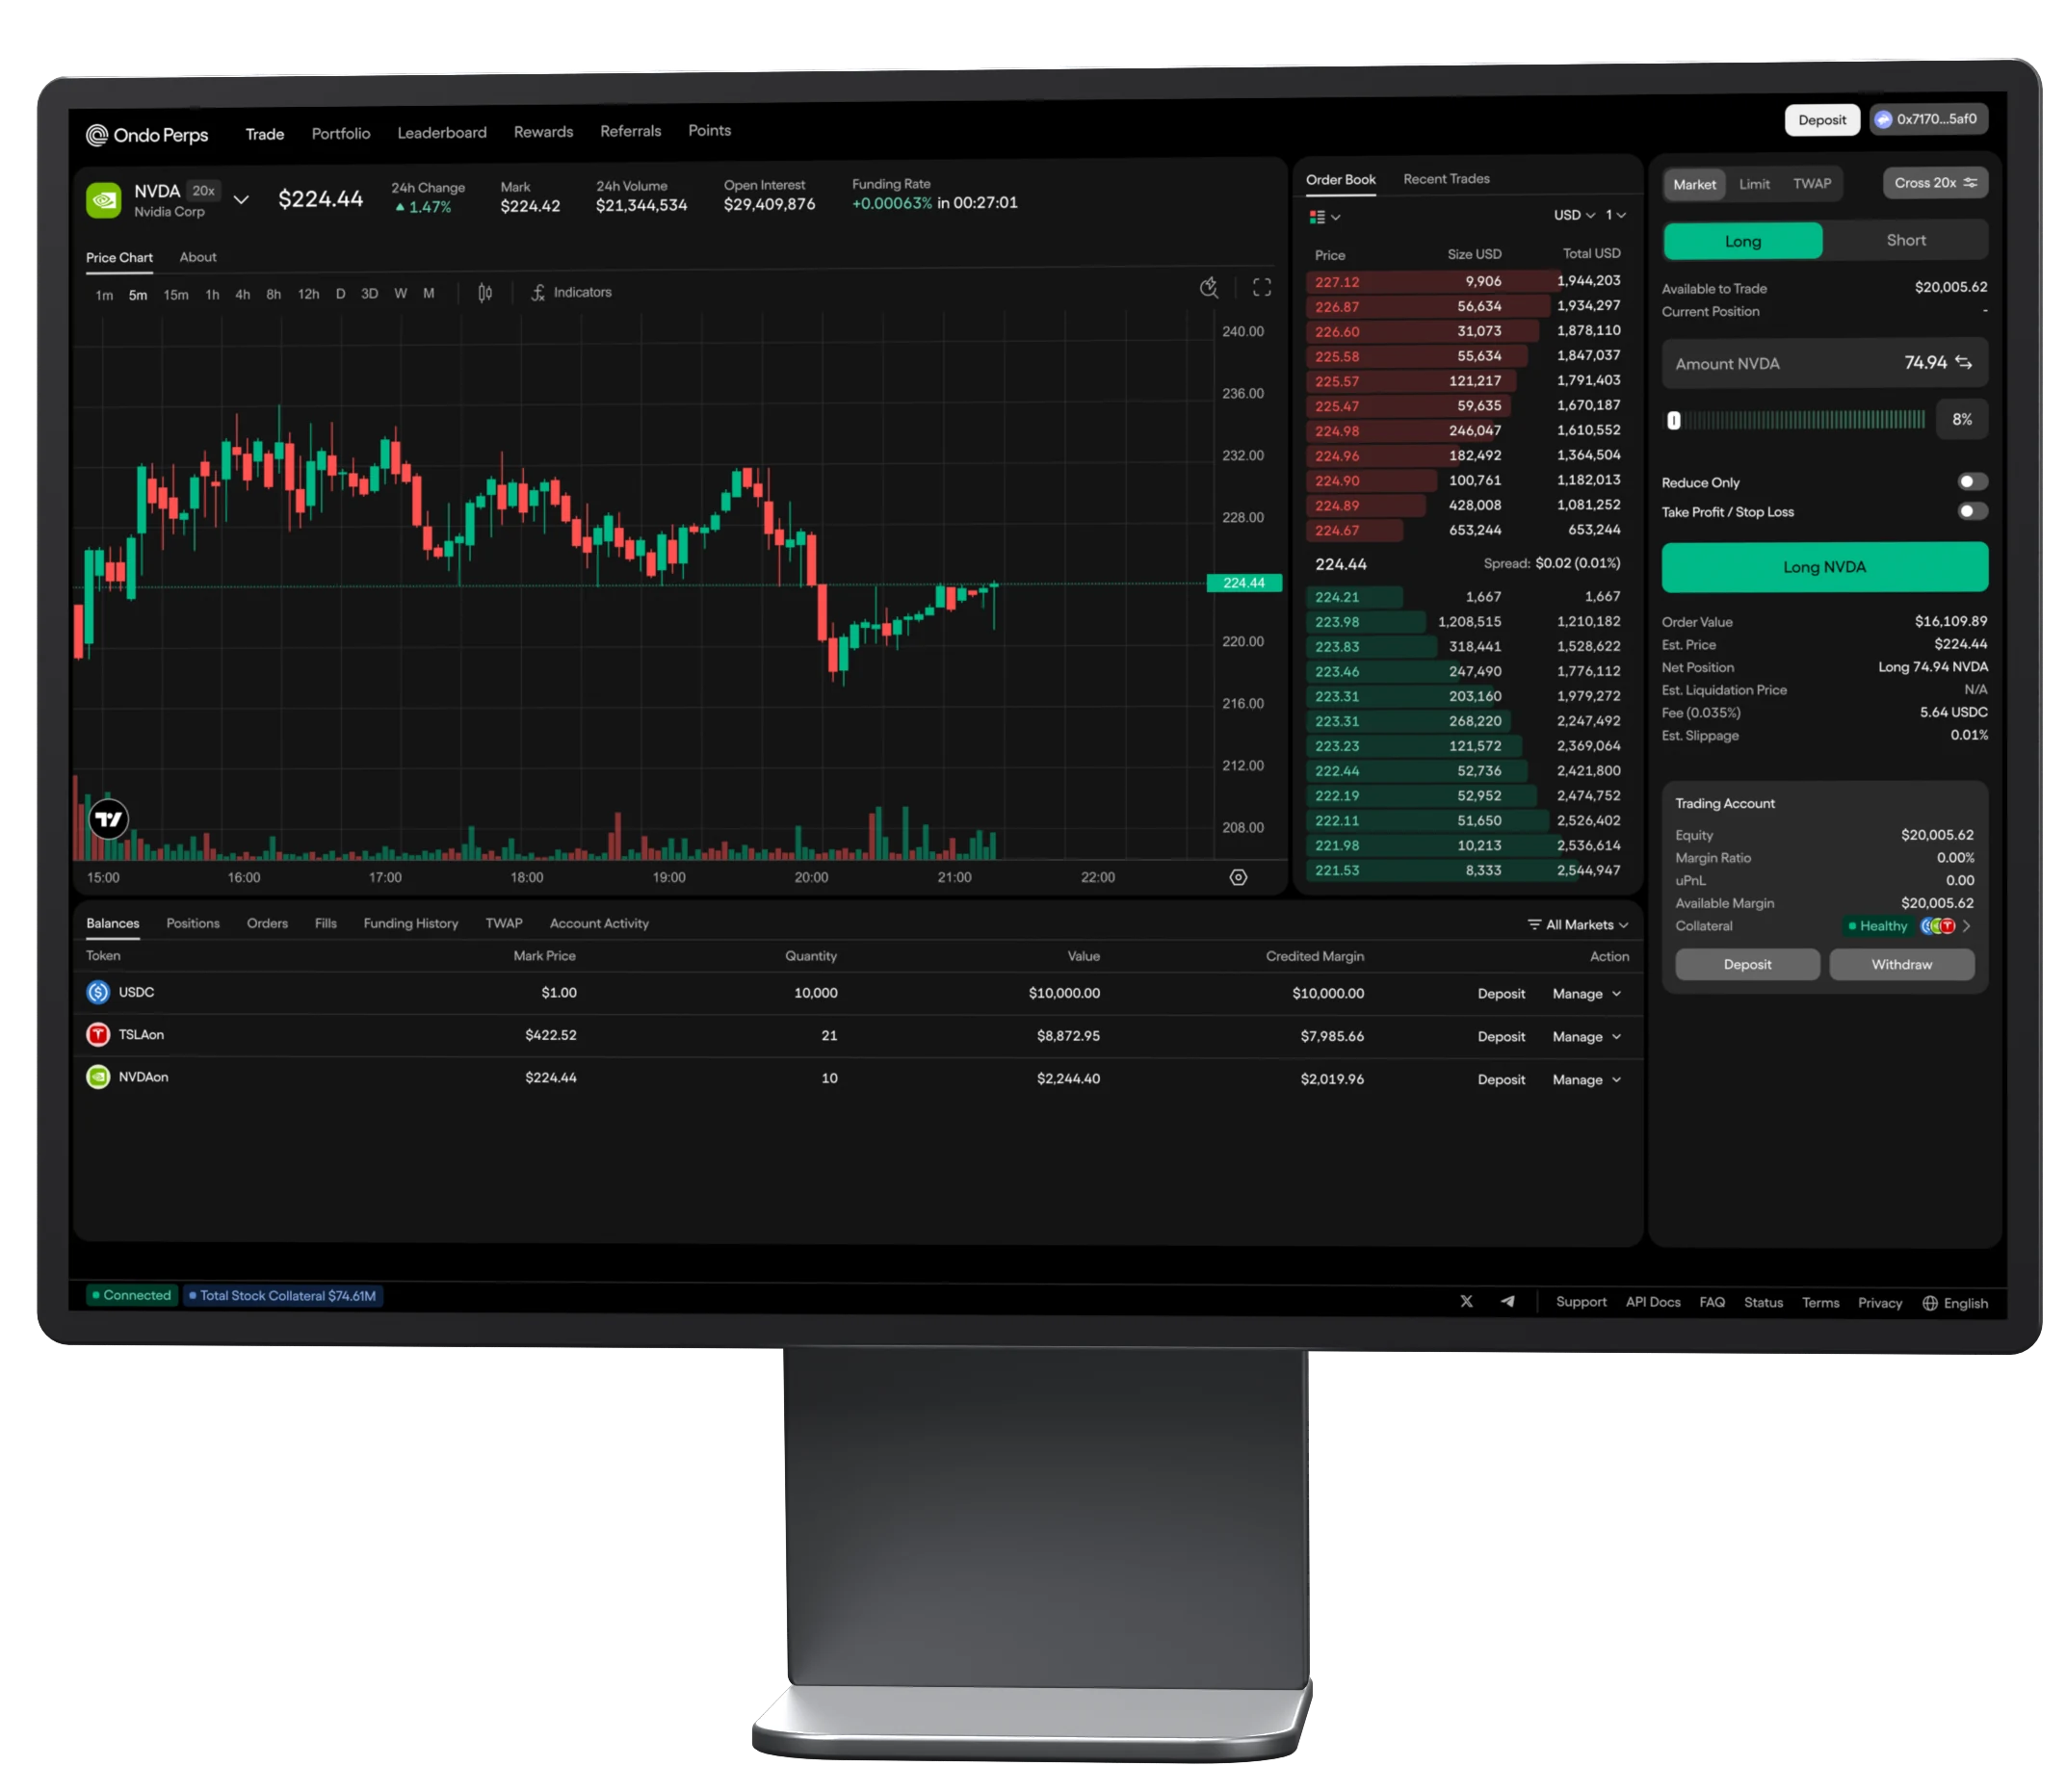 Ondo Perps Trade Portfolio Leaderboard Rewards Referrals Points Deposit 0x7170...5af0
NVDA 20x
Nvidia Corp
$224.44
24h Change
1.47%
Mark
$224.42
24h Volume
$21,344,534
Open Interest
$29,409,876
Funding Rate
+0.00063% in 00:27:01
Price Chart About
1m 5m 15m 1h 4h 8h 12h D 3D W M Indicators
240.00
236.00
232.00
228.00
224.44
220.00
216.00
212.00
208.00
15:00 16:00 17:00 18:00 19:00 20:00 21:00 22:00
Order Book Recent Trades
USD 1
Price Size USD Total USD
227.12 9,906 1,944,203
226.87 56,634 1,934,297
226.60 31,073 1,878,110
225.58 55,634 1,847,037
225.57 121,217 1,791,403
225.47 59,635 1,670,187
224.98 246,047 1,610,552
224.96 182,492 1,364,504
224.90 100,761 1,182,013
224.89 428,008 1,081,252
224.67 653,244 653,244
224.44 Spread: $0.02 (0.01%)
224.21 1,667 1,667
223.98 1,208,515 1,210,182
223.83 318,441 1,528,622
223.46 247,490 1,776,112
223.31 203,160 1,979,272
223.31 268,220 2,247,492
223.23 121,572 2,369,064
222.44 52,736 2,421,800
222.19 52,952 2,474,752
222.11 51,650 2,526,402
221.98 10,213 2,536,614
221.53 8,333 2,544,947
Market Limit TWAP Cross 20x
Long Short
Available to Trade $20,005.62
Current Position -
Amount NVDA 74.94
8%
Reduce Only
Take Profit / Stop Loss
Long NVDA
Order Value $16,109.89
Est. Price $224.44
Net Position Long 74.94 NVDA
Est. Liquidation Price N/A
Fee (0.035%) 5.64 USDC
Est. Slippage 0.01%
Trading Account
Equity $20,005.62
Margin Ratio 0.00%
uPnL 0.00
Available Margin $20,005.62
Collateral Healthy
Deposit Withdraw
Balances Positions Orders Fills Funding History TWAP Account Activity All Markets
Token Mark Price Quantity Value Credited Margin Action
USDC $1.00 10,000 $10,000.00 $10,000.00 Deposit Manage
TSLAon $422.52 21 $8,872.95 $7,985.66 Deposit Manage
NVDAon $224.44 10 $2,244.40 $2,019.96 Deposit Manage
Connected Total Stock Collateral $74.61M Support API Docs FAQ Status Terms Privacy English